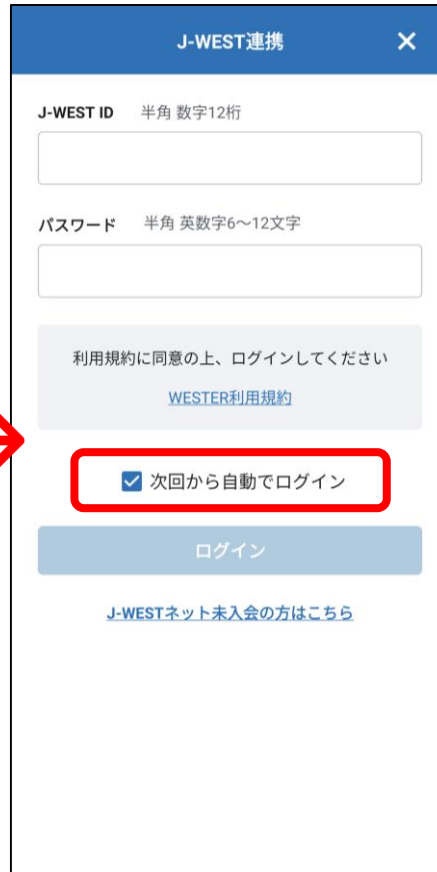 J-WEST連携 ×
J-WEST ID 半角 数字12桁
パスワード 半角 英数字6～12文字
利用規約に同意の上、ログインしてください
WESTER利用規約
次回から自動でログイン
ログイン
J-WESTネット未入会の方はこちら